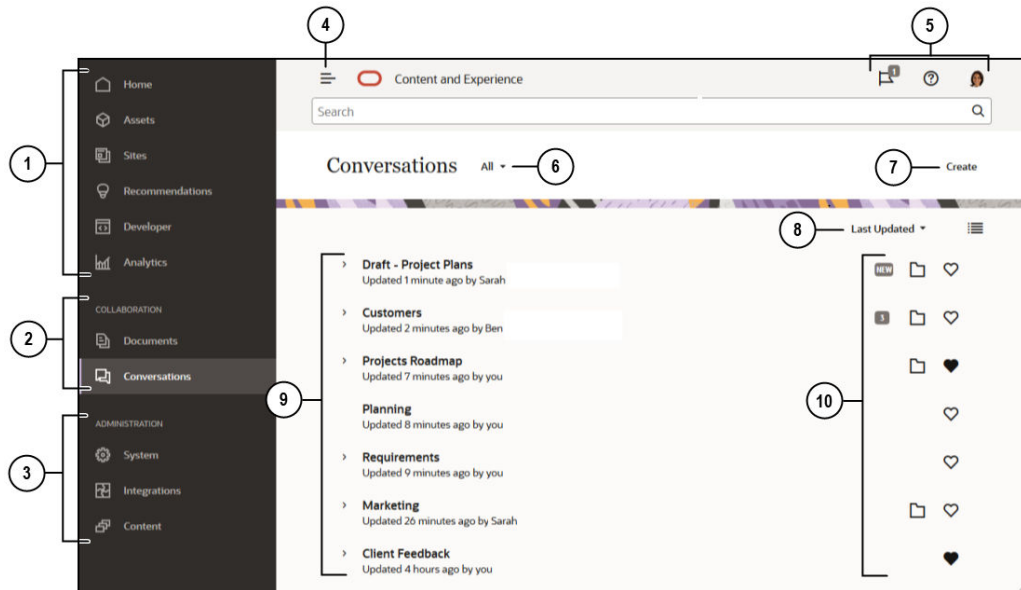 4
5
1
Home
Assets
Sites
Recommendations
Developer
Analytics
2
COLLABORATION
Documents
Conversations
3
ADMINISTRATION
System
Integrations
Content
Content and Experience
1
Search
Conversations
All
6
7
Create
8
Last Updated
9
10
Draft - Project Plans
Updated 1 minute ago by Sarah
NEW
Customers
Updated 2 minutes ago by Ben
3
Projects Roadmap
Updated 7 minutes ago by you
Planning
Updated 8 minutes ago by you
Requirements
Updated 9 minutes ago by you
Marketing
Updated 26 minutes ago by Sarah
Client Feedback
Updated 4 hours ago by you